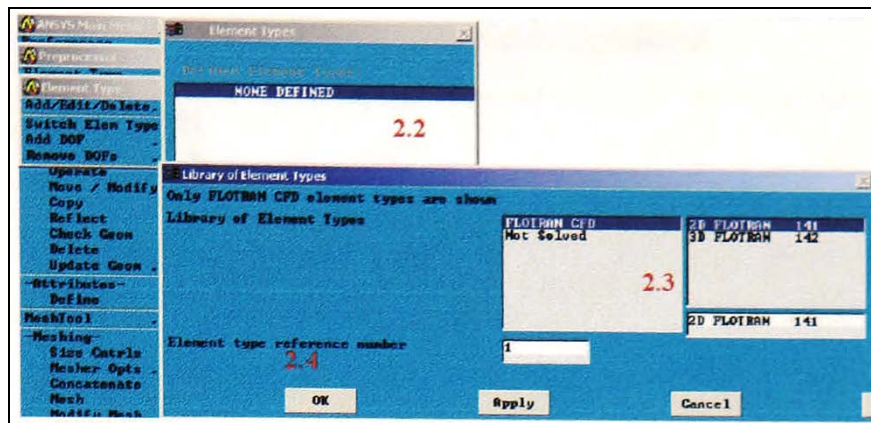 ANSYS Main Menu
Preprocessor
Element Type
Add/Edit/Delete.
Switch Elem Type
Add DOF
Remove DOFs
Operate
Move / Modify
Copy
Reflect
Check Geom
Delete
Update Geom .
-Attributes-
Define
MeshTool
-Meshing-
Size Cntrls
Mesher Opts .
Concatenate
Mesh
Modify Mesh
Element Types
Defined Element Types
NONE DEFINED
2.2
Library of Element Types
Only FLOTRAN CFD element types are shown
Library of Element Types
FLOTRAN CFD
Not Solved
2D FLOTRAN 141
3D FLOTRAN 142
2.3
2D FLOTRAN 141
Element type reference number
2.4
1
OK
Apply
Cancel